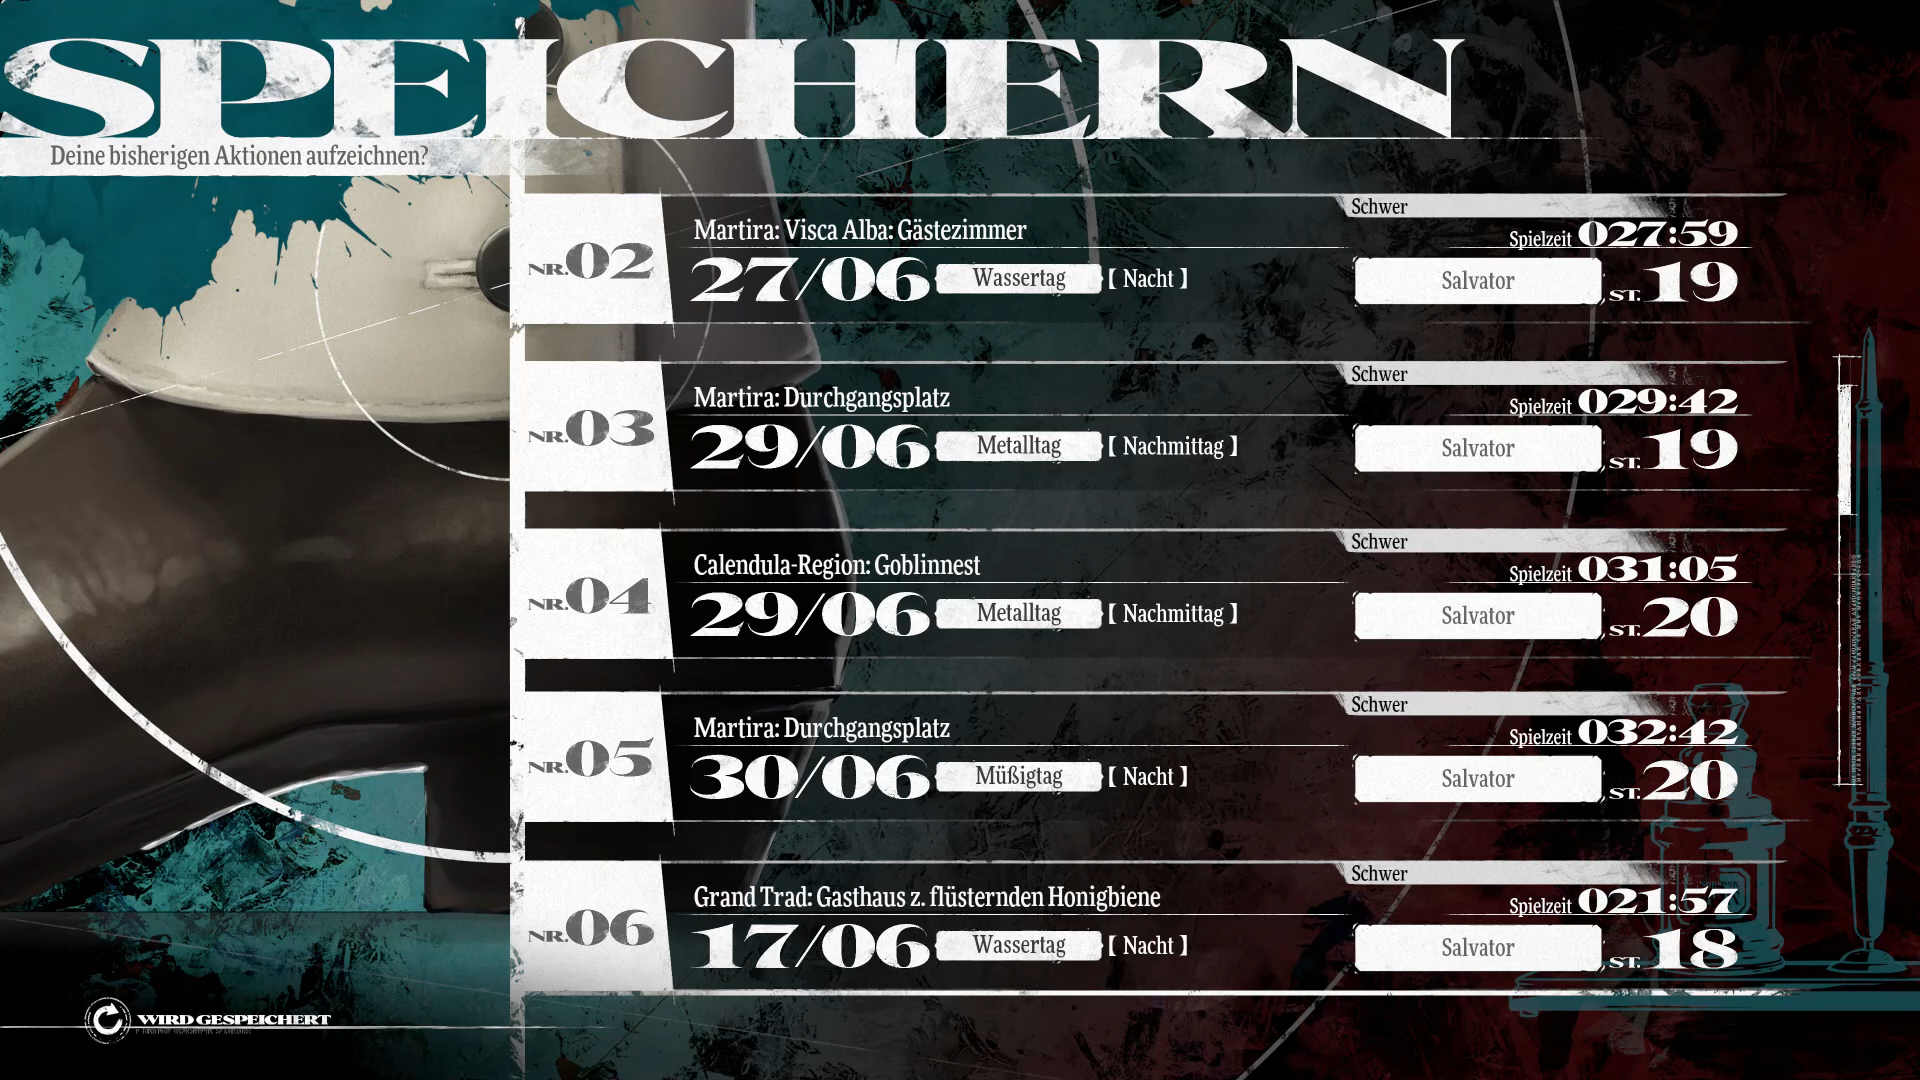 SPEICHERN
Deine bisherigen Aktionen aufzeichnen?
NR.02
Martira: Visca Alba: Gästezimmer
27/06 Wassertag 【 Nacht 】
Schwer
Spielzeit 027:59
Salvator ST. 19
NR.03
Martira: Durchgangsplatz
29/06 Metalltag 【 Nachmittag 】
Schwer
Spielzeit 029:42
Salvator ST. 19
NR.04
Calendula-Region: Goblinnest
29/06 Metalltag 【 Nachmittag 】
Schwer
Spielzeit 031:05
Salvator ST. 20
NR.05
Martira: Durchgangsplatz
30/06 Müßigtag 【 Nacht 】
Schwer
Spielzeit 032:42
Salvator ST. 20
NR.06
Grand Trad: Gasthaus z. flüsternden Honigbiene
17/06 Wassertag 【 Nacht 】
Schwer
Spielzeit 021:57
Salvator ST. 18
WIRD GESPEICHERT